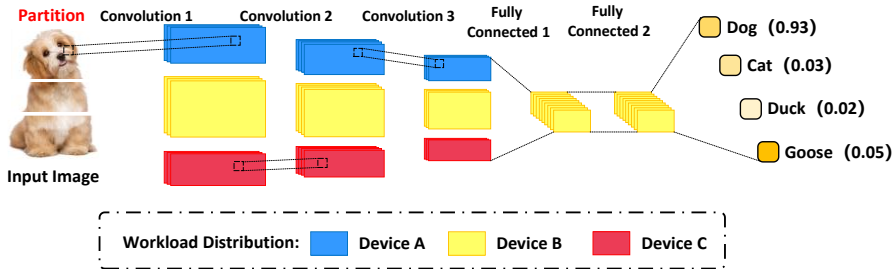 Partition
Convolution 1
Convolution 2
Convolution 3
Fully
Connected 1
Fully
Connected 2
Dog (0.93)
Cat (0.03)
Duck (0.02)
Goose (0.05)
Input Image
Workload Distribution: Device A Device B Device C